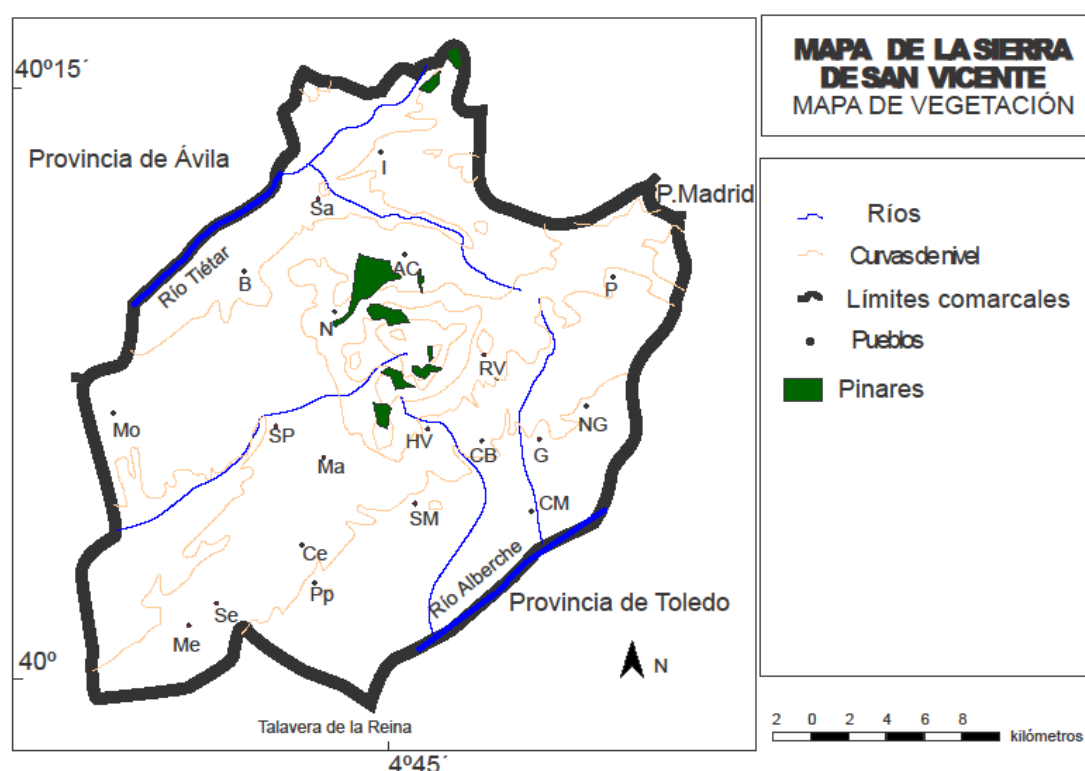 MAPA DE LA SIERRA
DE SAN VICENTE
MAPA DE VEGETACIÓN
40º15´
Provincia de Ávila
P.Madrid
I
Sa
Río Tiétar
B
AC
P
N
RV
Mo
SP
HV
CB
G
NG
Ma
SM
CM
Ce
Pp
Río Alberche
Provincia de Toledo
Se
Me
40º
N
Talavera de la Reina
4º45´
Ríos
Curvas de nivel
Límites comarcales
Pueblos
Pinares
2 0 2 4 6 8 kilómetros